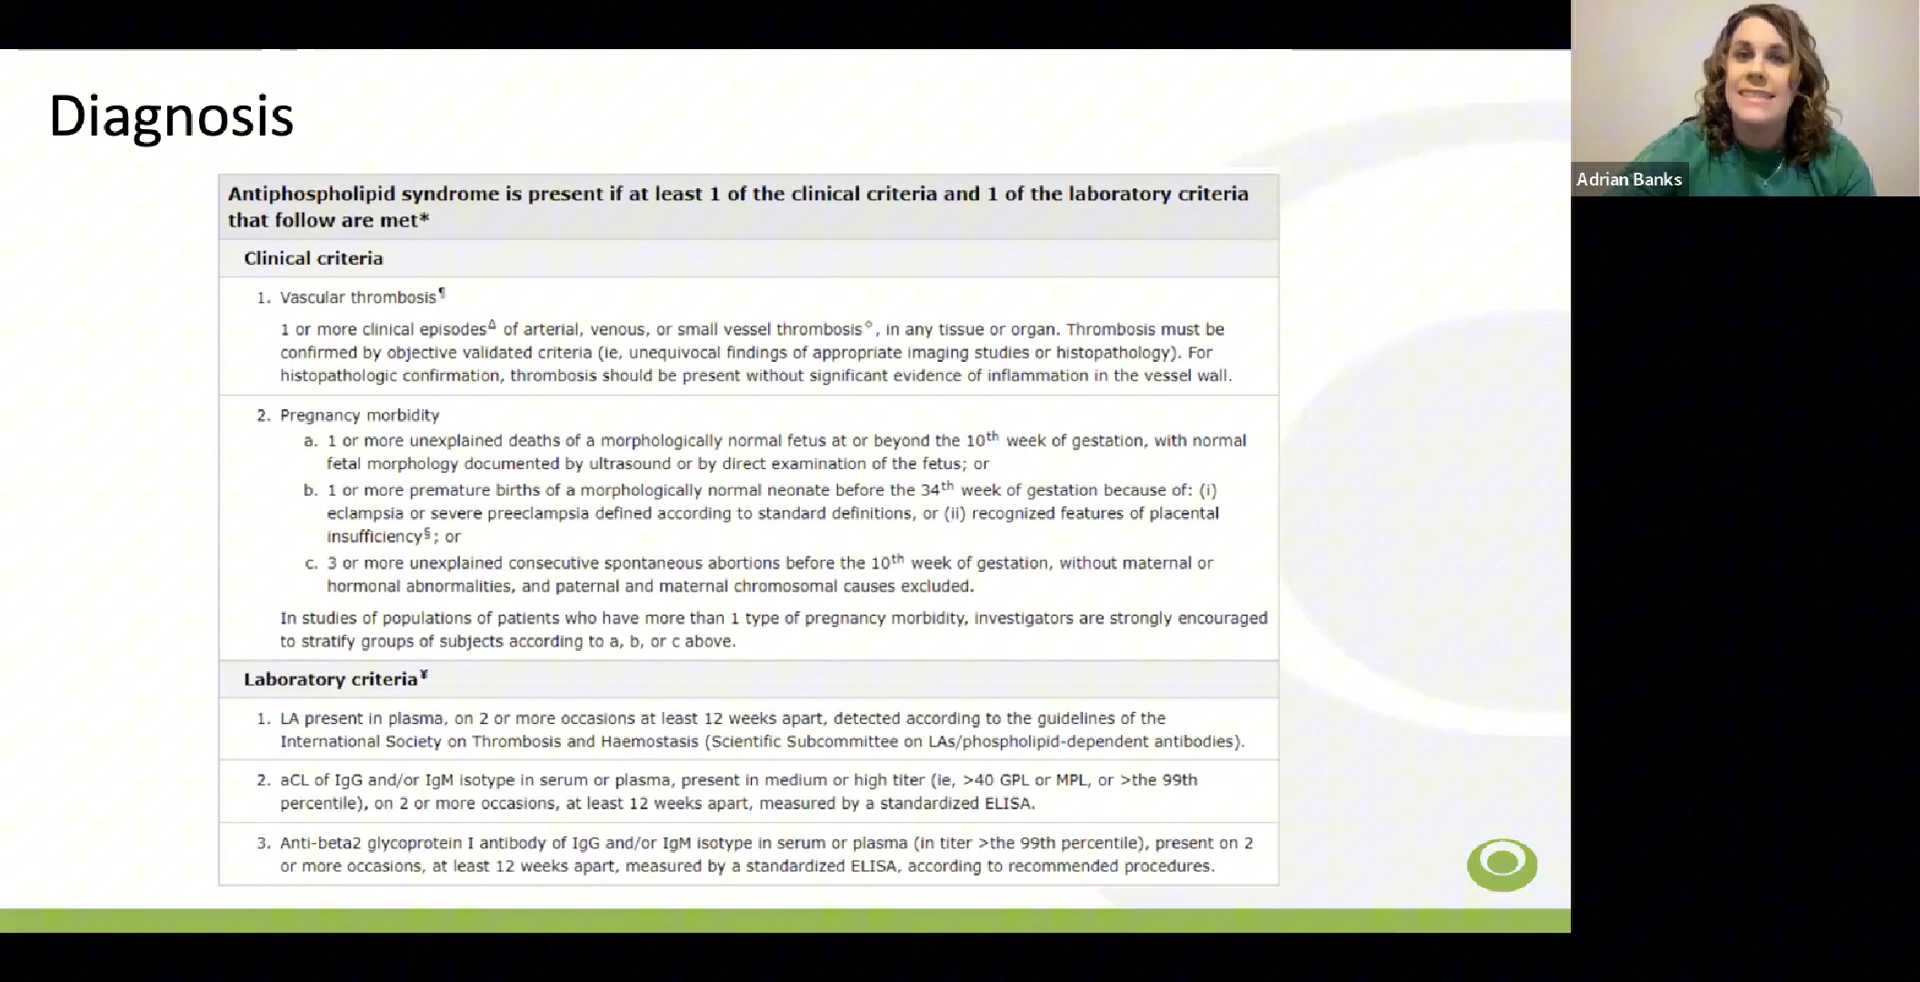 Diagnosis
Antiphospholipid syndrome is present if at least 1 of the clinical criteria and 1 of the laboratory criteria
that follow are met*
Clinical criteria
1. Vascular thrombosis¶
1 or more clinical episodesΔ of arterial, venous, or small vessel thrombosis◇, in any tissue or organ. Thrombosis must be
confirmed by objective validated criteria (ie, unequivocal findings of appropriate imaging studies or histopathology). For
histopathologic confirmation, thrombosis should be present without significant evidence of inflammation in the vessel wall.
2. Pregnancy morbidity
a. 1 or more unexplained deaths of a morphologically normal fetus at or beyond the 10th week of gestation, with normal
fetal morphology documented by ultrasound or by direct examination of the fetus; or
b. 1 or more premature births of a morphologically normal neonate before the 34th week of gestation because of: (i)
eclampsia or severe preeclampsia defined according to standard definitions, or (ii) recognized features of placental
insufficiency§; or
c. 3 or more unexplained consecutive spontaneous abortions before the 10th week of gestation, without maternal or
hormonal abnormalities, and paternal and maternal chromosomal causes excluded.
In studies of populations of patients who have more than 1 type of pregnancy morbidity, investigators are strongly encouraged
to stratify groups of subjects according to a, b, or c above.
Laboratory criteria¥
1. LA present in plasma, on 2 or more occasions at least 12 weeks apart, detected according to the guidelines of the
International Society on Thrombosis and Haemostasis (Scientific Subcommittee on LAs/phospholipid-dependent antibodies).
2. aCL of IgG and/or IgM isotype in serum or plasma, present in medium or high titer (ie, >40 GPL or MPL, or >the 99th
percentile), on 2 or more occasions, at least 12 weeks apart, measured by a standardized ELISA.
3. Anti-beta2 glycoprotein I antibody of IgG and/or IgM isotype in serum or plasma (in titer >the 99th percentile), present on 2
or more occasions, at least 12 weeks apart, measured by a standardized ELISA, according to recommended procedures.
Adrian Banks